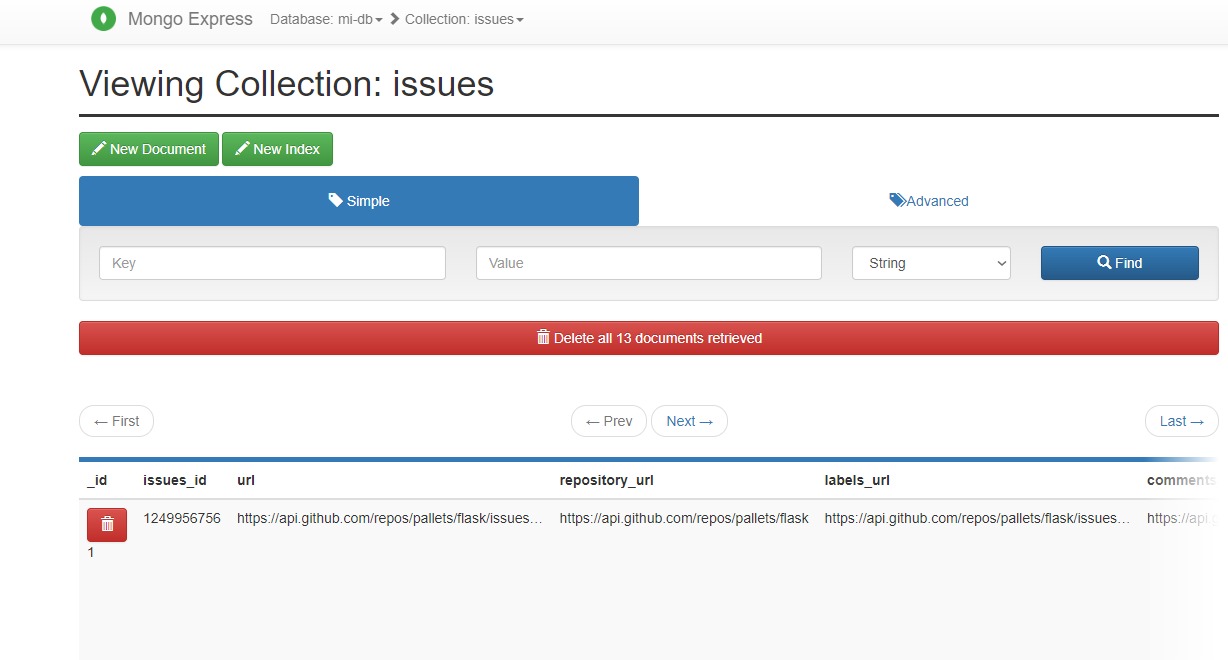 Mongo Express Database: mi-db Collection: issues
Viewing Collection: issues
New Document New Index
Simple Advanced
Key Value String Find
Delete all 13 documents retrieved
← First ← Prev Next → Last →
_id issues_id url repository_url labels_url comments
1249956756 https://api.github.com/repos/pallets/flask/issues... https://api.github.com/repos/pallets/flask https://api.github.com/repos/pallets/flask/issues... https://api.g
1